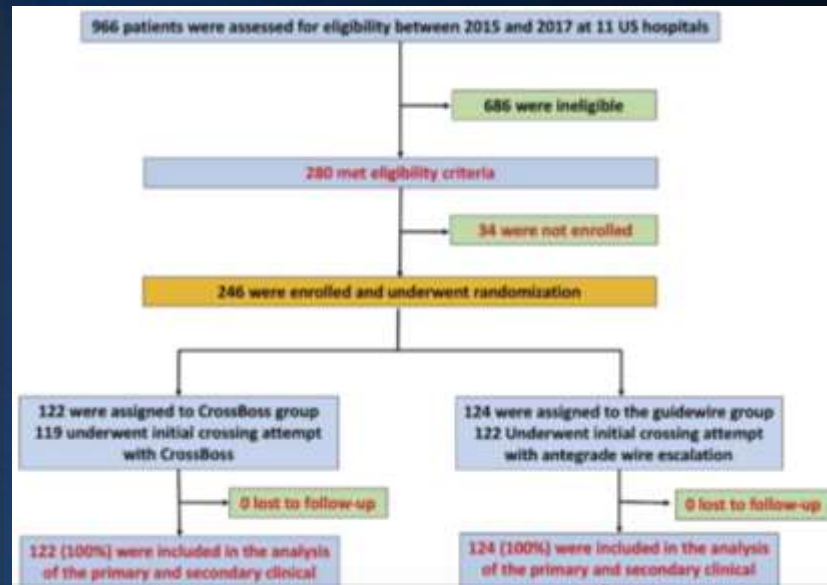 966 patients were assessed for eligibility between 2015 and 2017 at 11 US hospitals
686 were ineligible
280 met eligibility criteria
34 were not enrolled
246 were enrolled and underwent randomization
122 were assigned to CrossBoss group
119 underwent initial crossing attempt
with CrossBoss
124 were assigned to the guidewire group
122 Underwent initial crossing attempt
with antegrade wire escalation
0 lost to follow-up
0 lost to follow-up
122 (100%) were included in the analysis
of the primary and secondary clinical
124 (100%) were included in the analysis
of the primary and secondary clinical